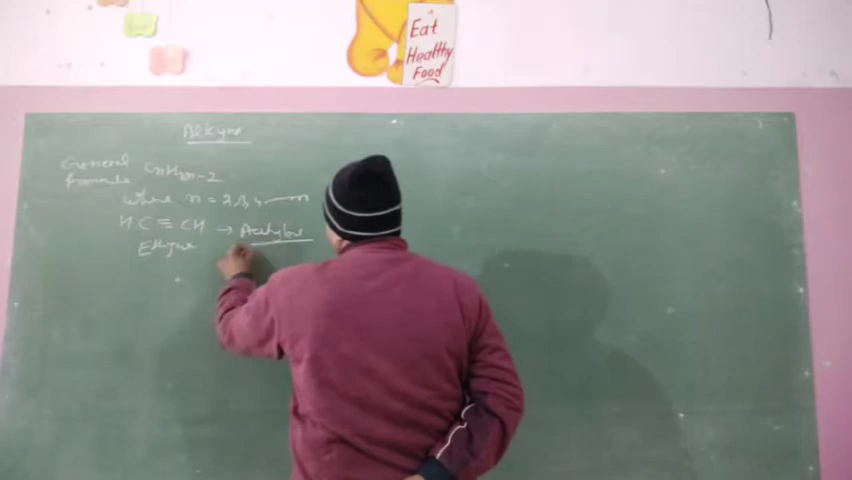 Eat
Healthy
Food
Alkyne
General
formula CnH2n-2
where n = 2,3,4 — n
HC ≡ CH → Acetylene
Ethyne